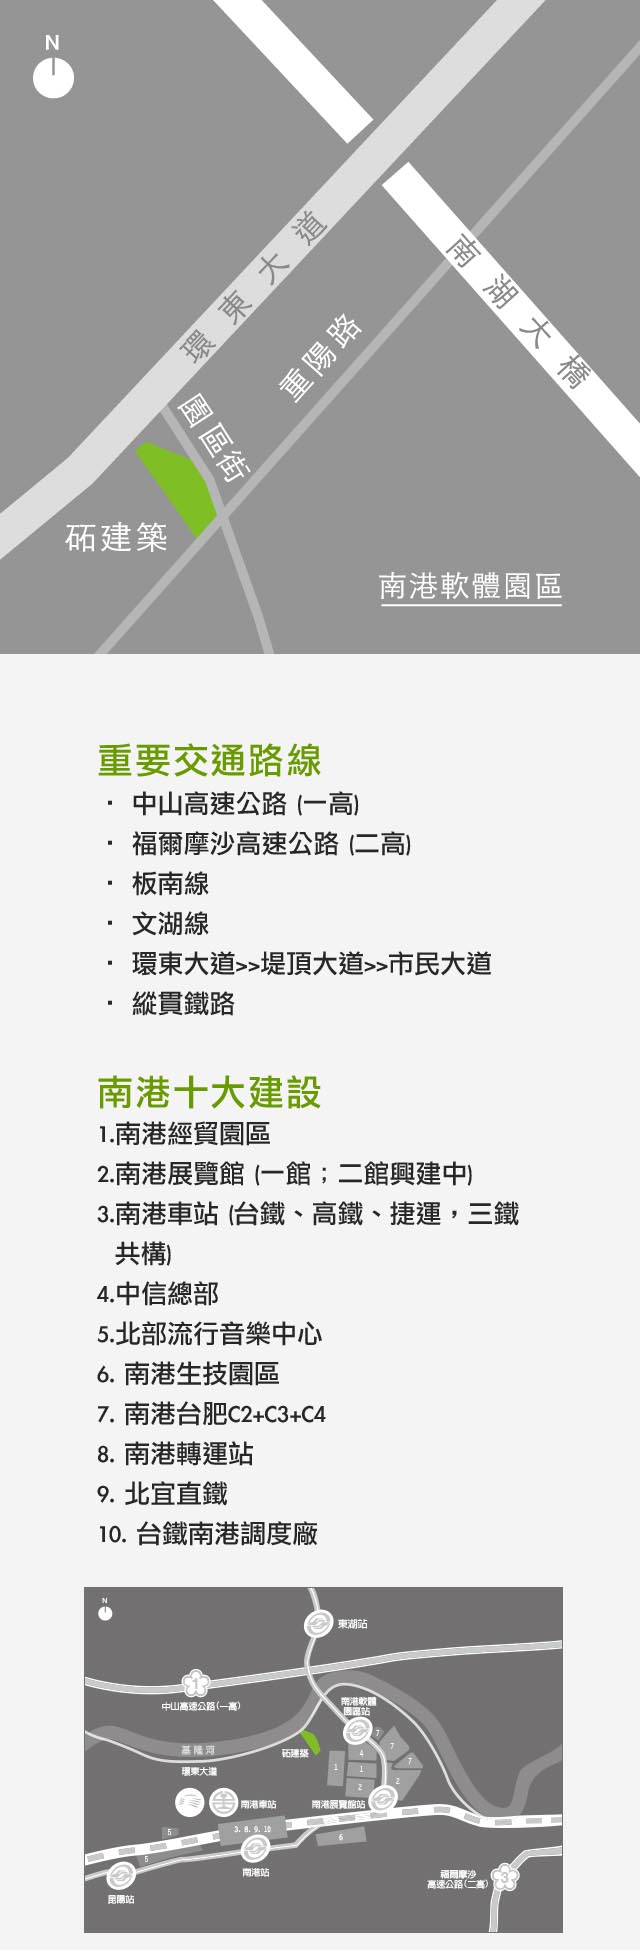 N
環東大道
南湖大橋
重陽路
園區街
砳建築
南港軟體園區
重要交通路線
· 中山高速公路 (一高)
· 福爾摩沙高速公路 (二高)
· 板南線
· 文湖線
· 環東大道>>堤頂大道>>市民大道
· 縱貫鐵路
南港十大建設
1.南港經貿園區
2.南港展覽館 (一館；二館興建中)
3.南港車站 (台鐵、高鐵、捷運，三鐵
共構)
4.中信總部
5.北部流行音樂中心
6. 南港生技園區
7. 南港台肥C2+C3+C4
8. 南港轉運站
9. 北宜直鐵
10. 台鐵南港調度廠
N
東湖站
1
中山高速公路(一高)
南港軟體
園區站
7
7
7
基隆河
砳建築
4
1
1
2
2
環東大道
南港車站
南港展覽館站
5
3. 8. 9. 10
6
5
南港站
福爾摩沙
高速公路(二高)
3
昆陽站